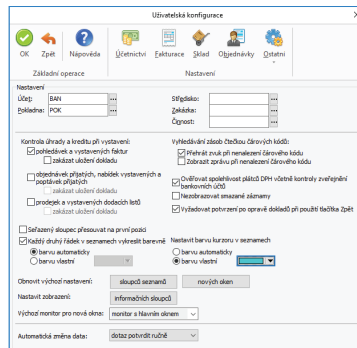 Uživatelská konfigurace
OK Zpět Nápověda Účetnictví Fakturace Sklad Objednávky Ostatní
Základní operace Nastavení
Nastavení
Účet: BAN ... Středisko: ...
Pokladna: POK ... Zakázka: ...
Činnost: ...
Kontrola úhrady a kreditu při vystavení: Vyhledávání zásob čtečkou čárových kódů:
pohledávek a vystavených faktur Přehrát zvuk při nenalezení čárového kódu
zakázat uložení dokladu Zobrazit zprávu při nenalezení čárového kódu
objednávek přijatých, nabídek vystavených a poptávek přijatých Ověřovat spolehlivost plátců DPH včetně kontroly zveřejnění bankovních účtů
zakázat uložení dokladu Nezobrazovat smazané záznamy
prodejek a vystavených dodacích listů Vyžadovat potvrzení po opravě dokladů při použití tlačítka Zpět
zakázat uložení dokladu
Seřazený sloupec přesouvat na první pozici
Každý druhý řádek v seznamech vykreslit barevně Nastavit barvu kurzoru v seznamech
barvu automaticky barvu automaticky
barvu vlastní barvu vlastní
Obnovit výchozí nastavení: sloupců seznamů nových oken
Nastavit zobrazení: informačních sloupců
Výchozí monitor pro nová okna: monitor s hlavním oknem
Automatická změna data: dotaz potvrdit ručně